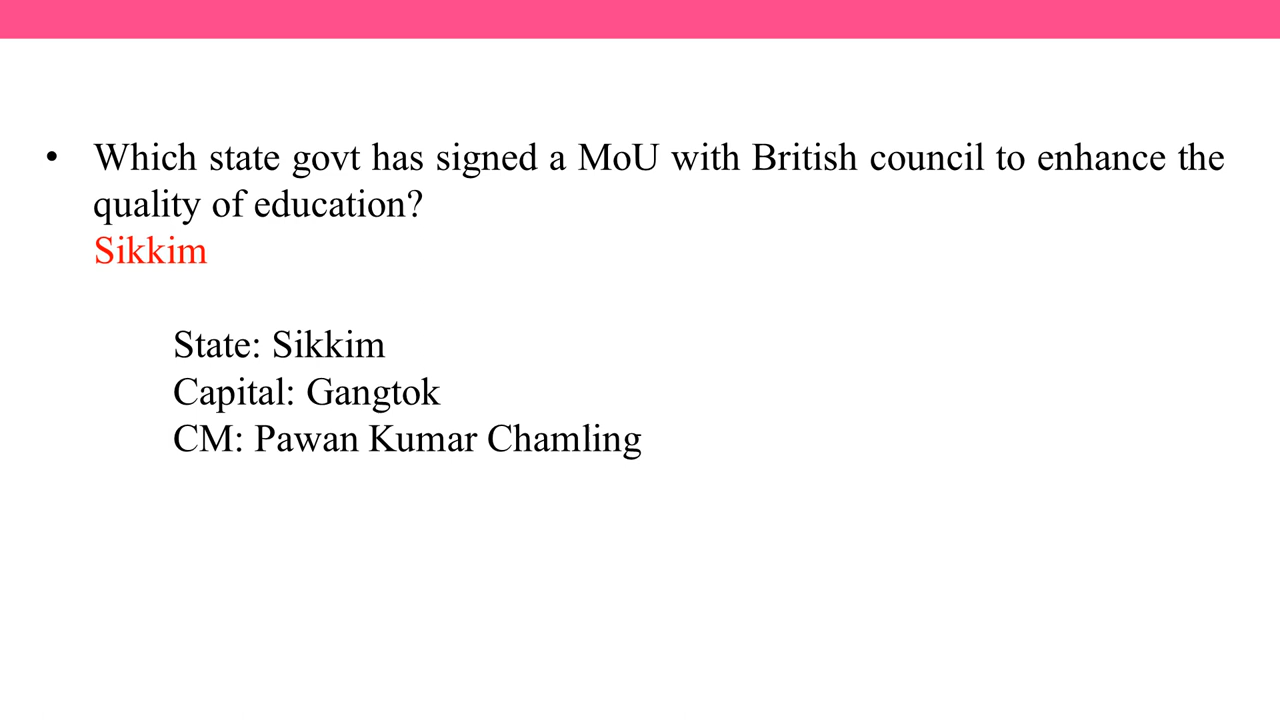 • Which state govt has signed a MoU with British council to enhance the
quality of education?
Sikkim
State: Sikkim
Capital: Gangtok
CM: Pawan Kumar Chamling